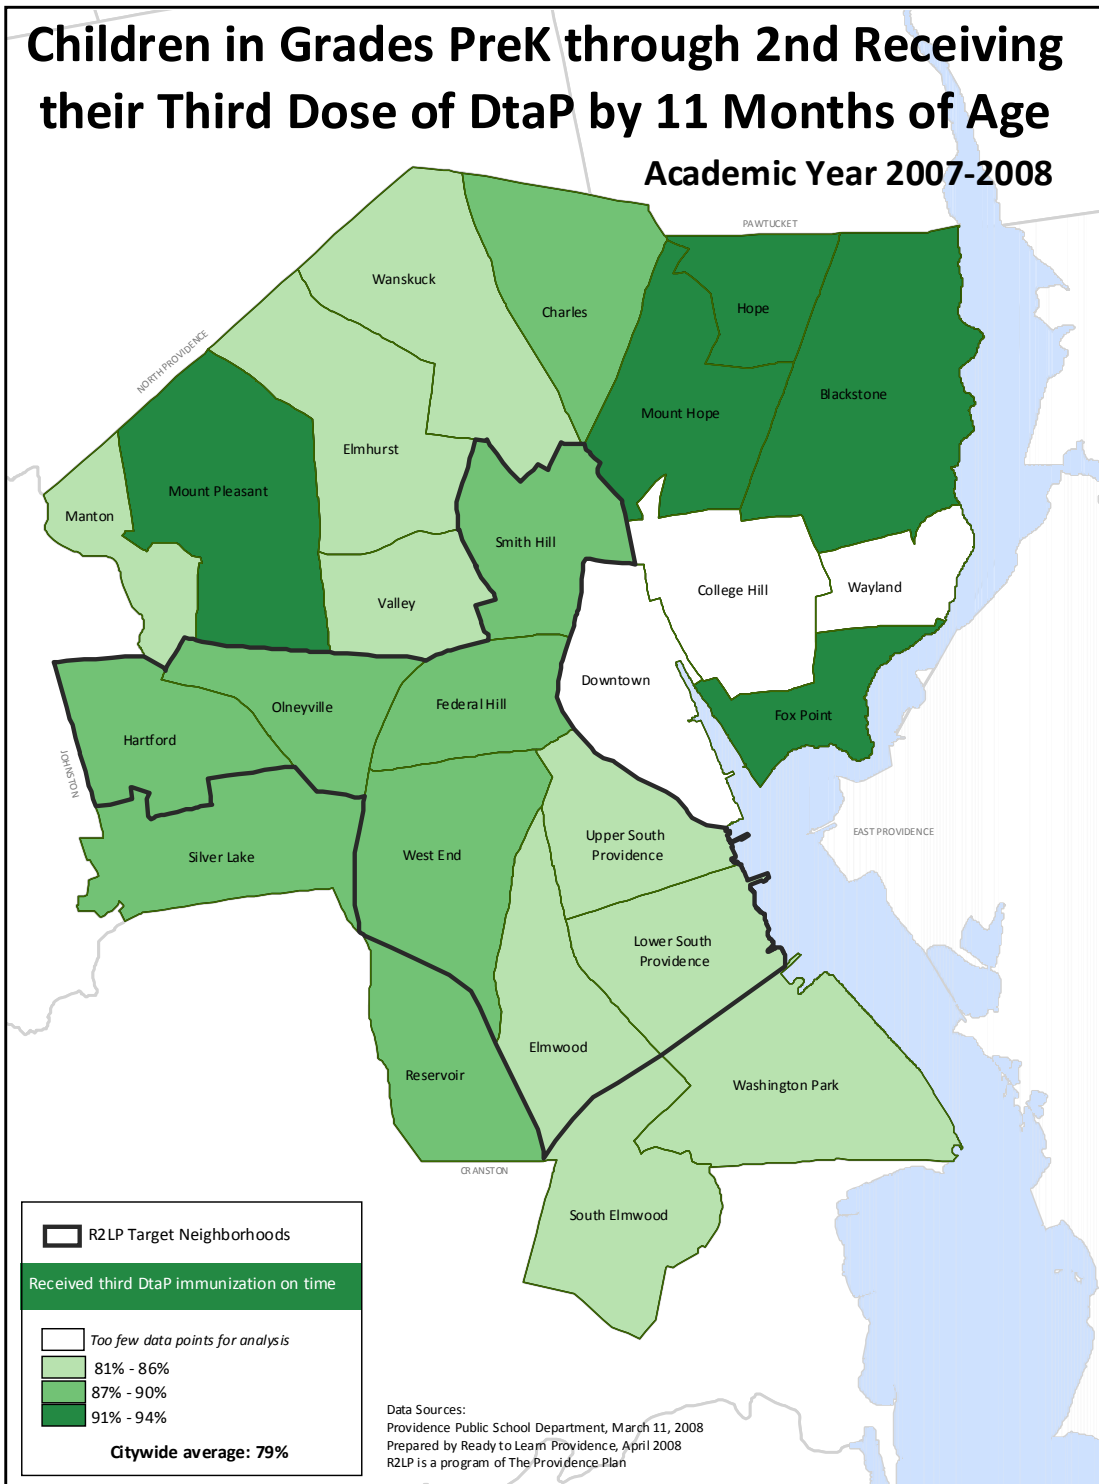 Children in Grades PreK through 2nd Receiving
their Third Dose of DtaP by 11 Months of Age
Academic Year 2007-2008
PAWTUCKET
Wanskuck
Charles
Hope
NORTH PROVIDENCE
Blackstone
Mount Hope
Elmhurst
Mount Pleasant
Manton
Smith Hill
College Hill
Wayland
Valley
Downtown
Federal Hill
Olneyville
Fox Point
Hartford
JOHNSTON
EAST PROVIDENCE
Upper South
Providence
West End
Silver Lake
Lower South
Providence
Elmwood
Reservoir
Washington Park
CRANSTON
South Elmwood
R2LP Target Neighborhoods
Received third DtaP immunization on time
Too few data points for analysis
81% - 86%
87% - 90%
91% - 94%
Citywide average: 79%
Data Sources:
Providence Public School Department, March 11, 2008
Prepared by Ready to Learn Providence, April 2008
R2LP is a program of The Providence Plan